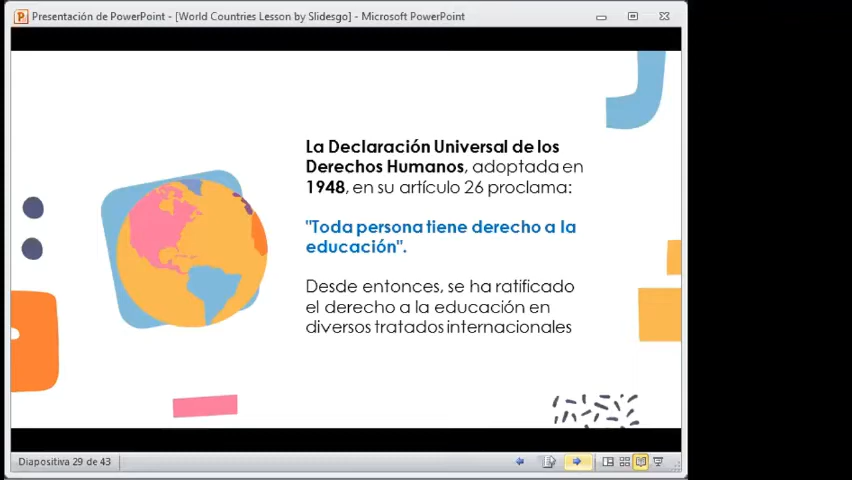 Presentación de PowerPoint - [World Countries Lesson by Slidesgo] - Microsoft PowerPoint
La Declaración Universal de los
Derechos Humanos, adoptada en
1948, en su artículo 26 proclama:
"Toda persona tiene derecho a la
educación".
Desde entonces, se ha ratificado
el derecho a la educación en
diversos tratados internacionales
Diapositiva 29 de 43